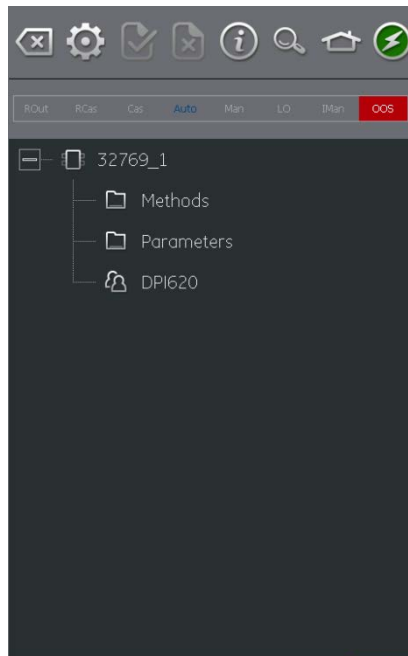 ROut RCas Cas Auto Man LO IMan OOS
32769_1
Methods
Parameters
DPI620